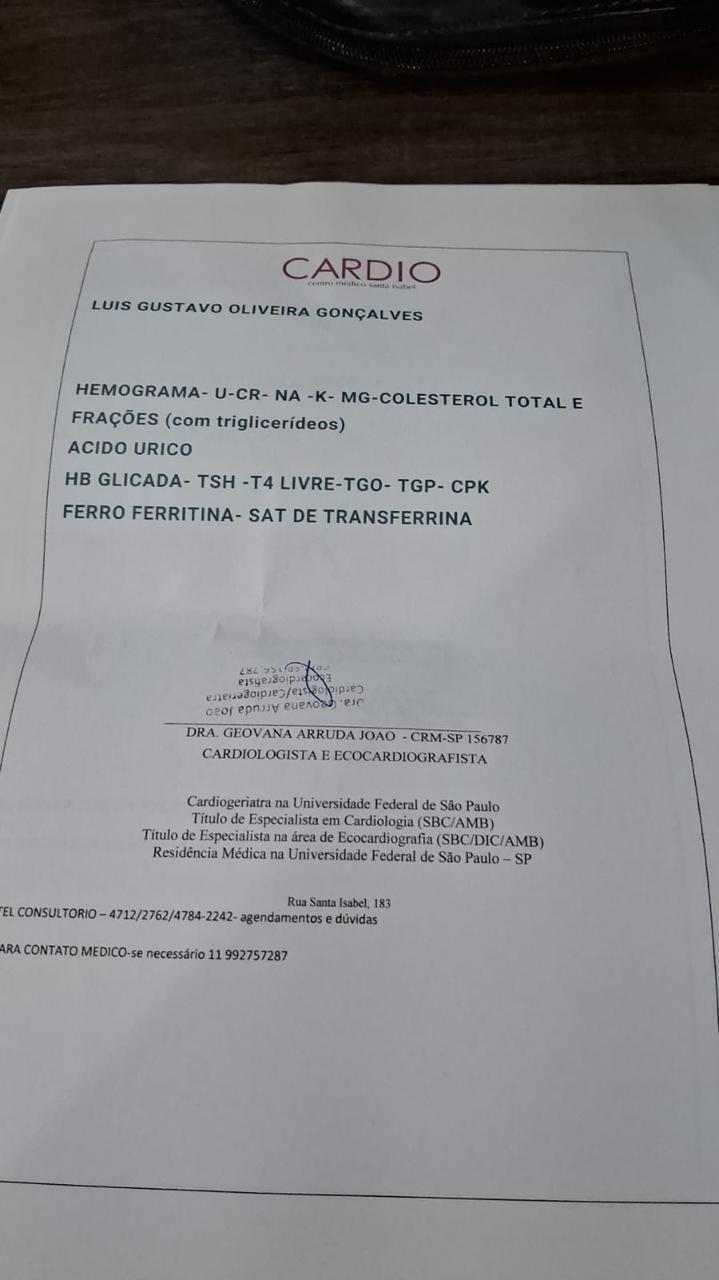 CARDIO
centro médico santa isabel
LUIS GUSTAVO OLIVEIRA GONÇALVES
HEMOGRAMA- U-CR- NA -K- MG-COLESTEROL TOTAL E
FRAÇÕES (com triglicerídeos)
ACIDO URICO
HB GLICADA- TSH -T4 LIVRE-TGO- TGP- CPK
FERRO FERRITINA- SAT DE TRANSFERRINA
Dra. Geovana Arruda João
Cardiologista/Cardiogeriatra
Ecocardiografista
156.787
DRA. GEOVANA ARRUDA JOAO - CRM-SP 156787
CARDIOLOGISTA E ECOCARDIOGRAFISTA
Cardiogeriatra na Universidade Federal de São Paulo
Título de Especialista em Cardiologia (SBC/AMB)
Título de Especialista na área de Ecocardiografia (SBC/DIC/AMB)
Residência Médica na Universidade Federal de São Paulo – SP
Rua Santa Isabel, 183
TEL CONSULTORIO – 4712/2762/4784-2242- agendamentos e dúvidas
ARA CONTATO MEDICO-se necessário 11 992757287